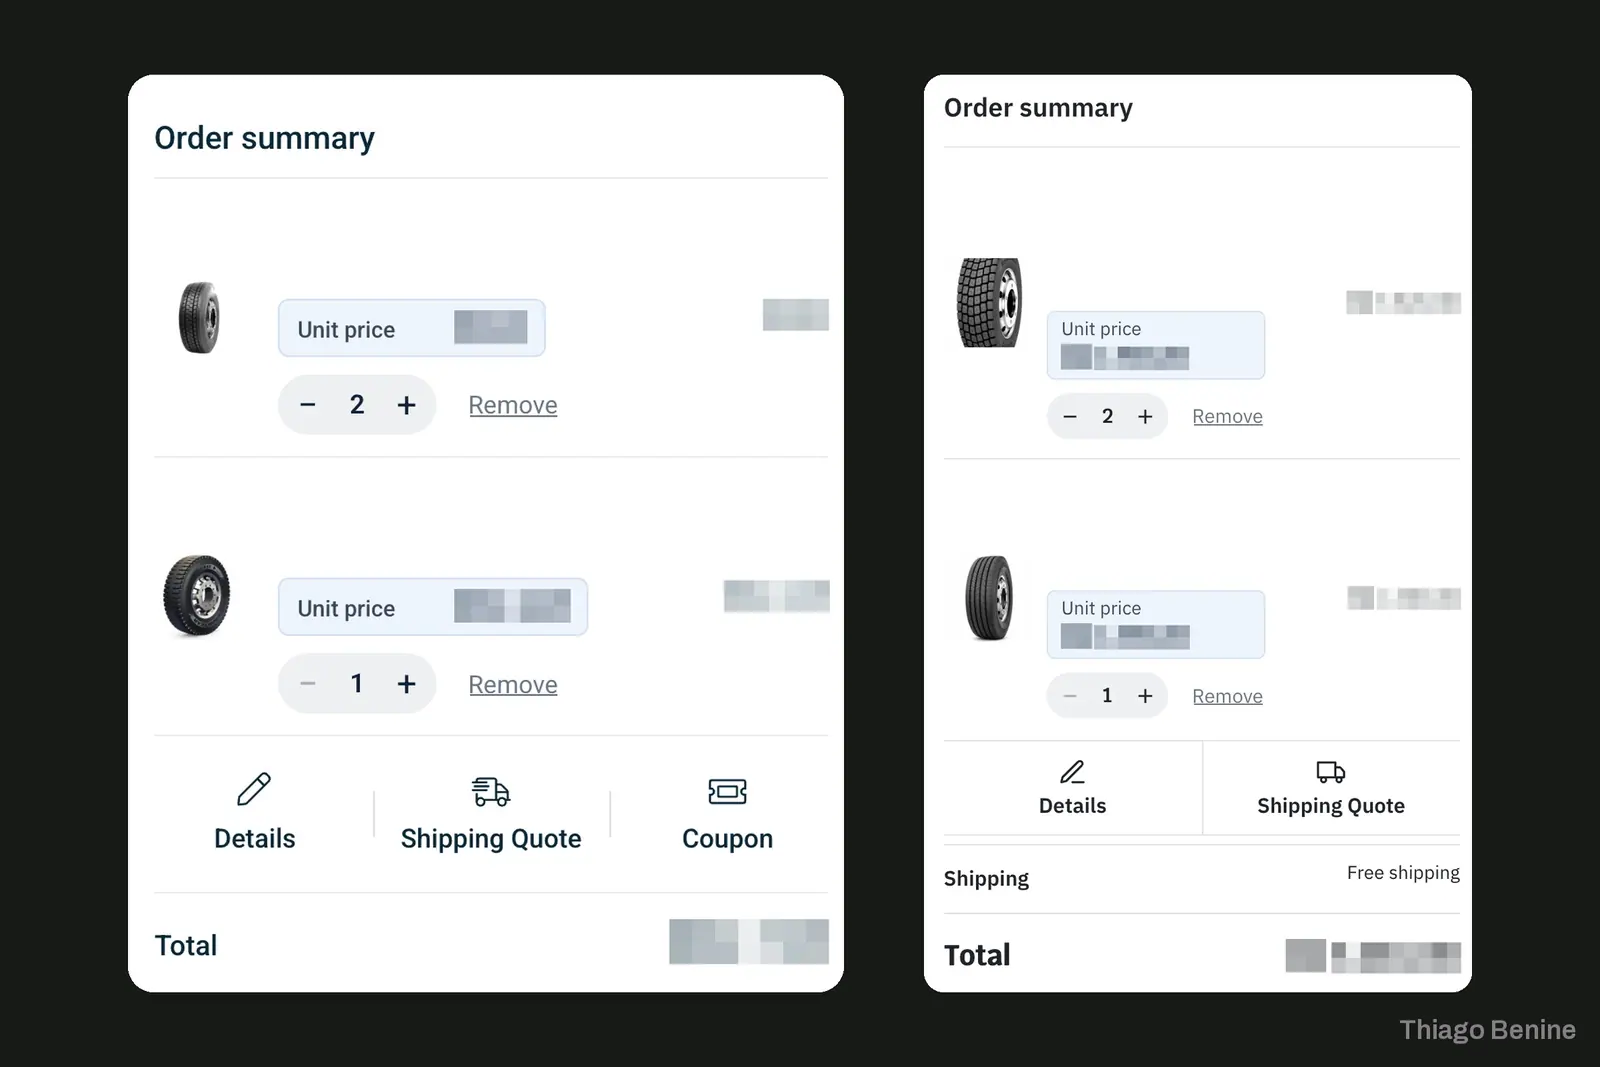 Order summary
Unit price
− 2 +
Remove
Unit price
− 1 +
Remove
Details
Shipping Quote
Coupon
Total
Order summary
Unit price
− 2 +
Remove
Unit price
− 1 +
Remove
Details
Shipping Quote
Shipping
Free shipping
Total
Thiago Benine